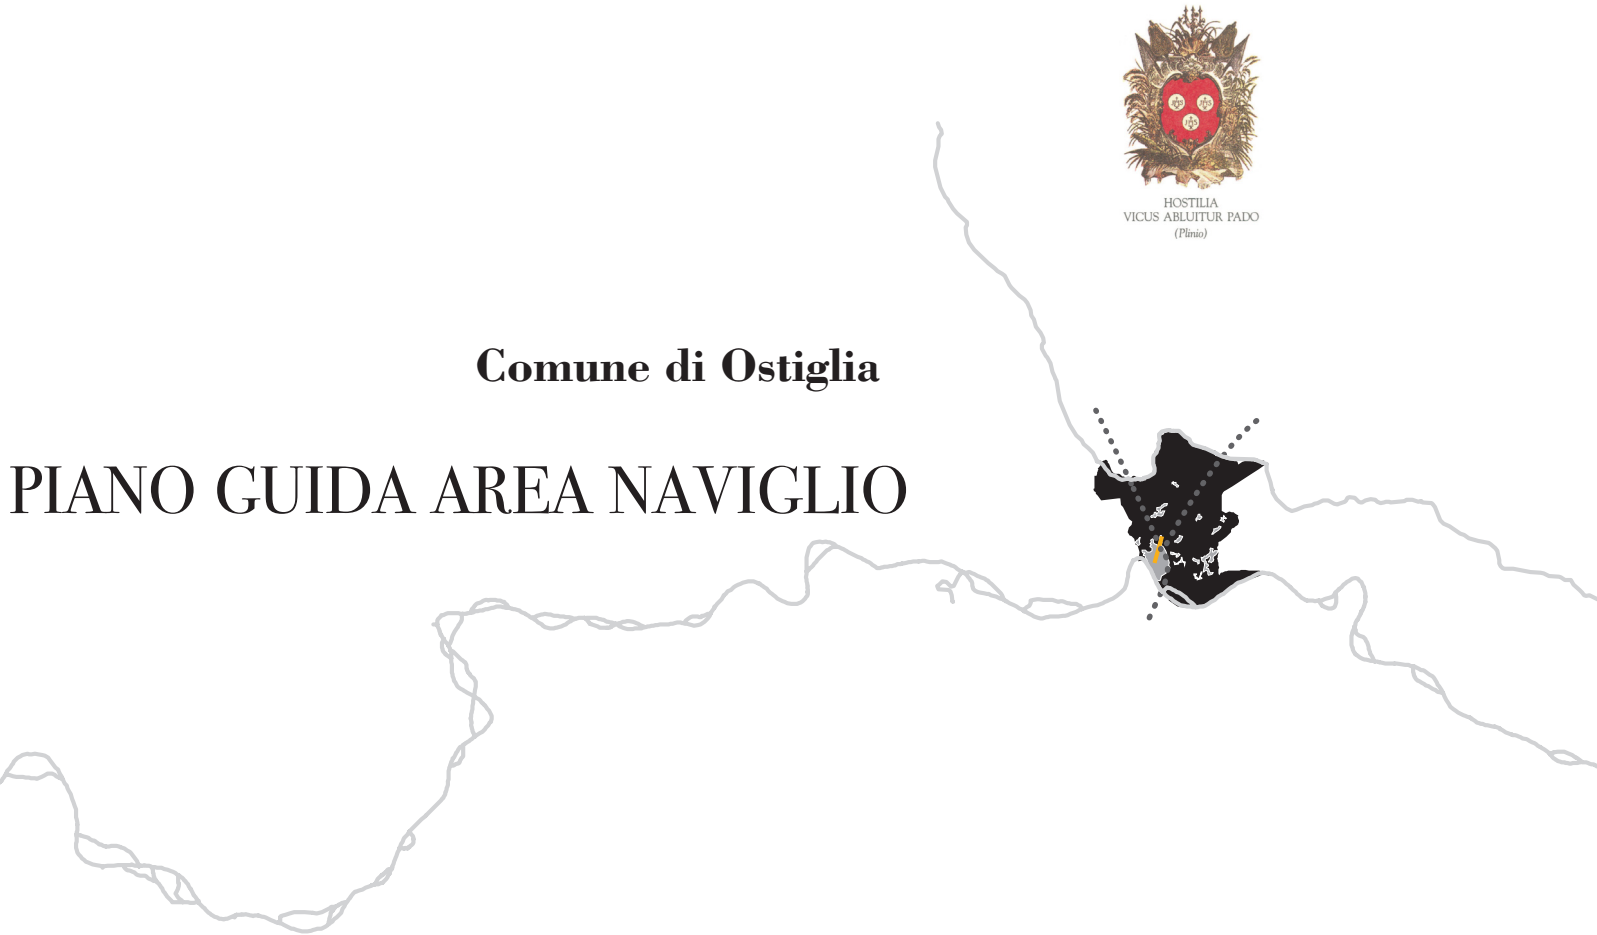 HOSTILIA
VICUS ABLUITUR PADO
(Plinio)
Comune di Ostiglia
PIANO GUIDA AREA NAVIGLIO